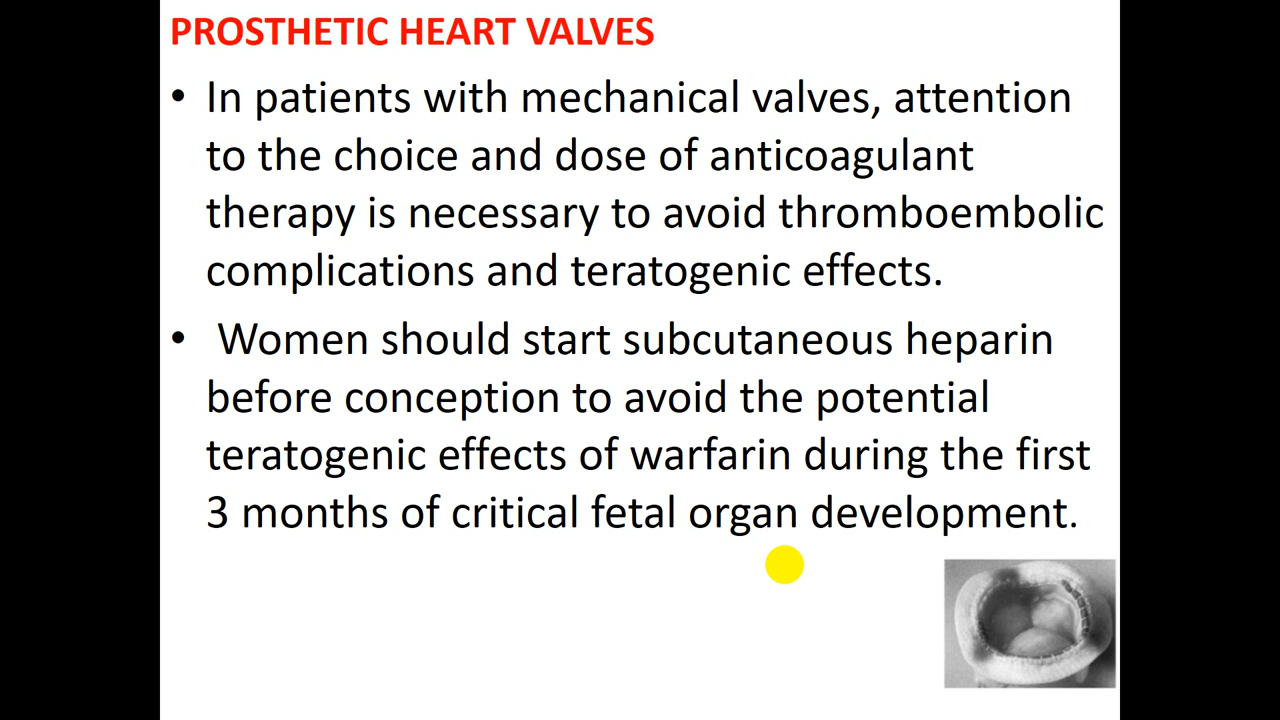 PROSTHETIC HEART VALVES
• In patients with mechanical valves, attention
to the choice and dose of anticoagulant
therapy is necessary to avoid thromboembolic
complications and teratogenic effects.
• Women should start subcutaneous heparin
before conception to avoid the potential
teratogenic effects of warfarin during the first
3 months of critical fetal organ development.